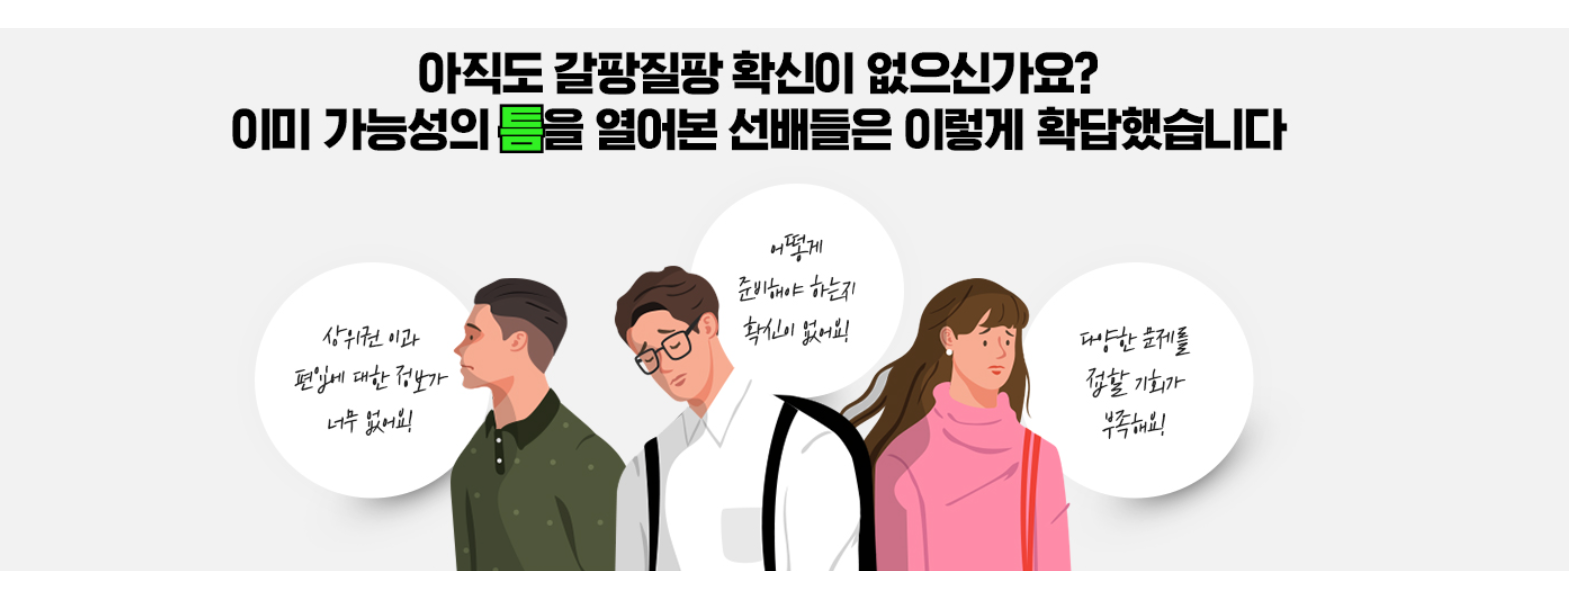 아직도 갈팡질팡 확신이 없으신가요?
이미 가능성의 틈을 열어본 선배들은 이렇게 확답했습니다
상위권 이과
편입에 대한 정보가
너무 없어요!
어떻게
준비해야 하는지
확신이 없어요!
다양한 문제를
접할 기회가
부족해요!